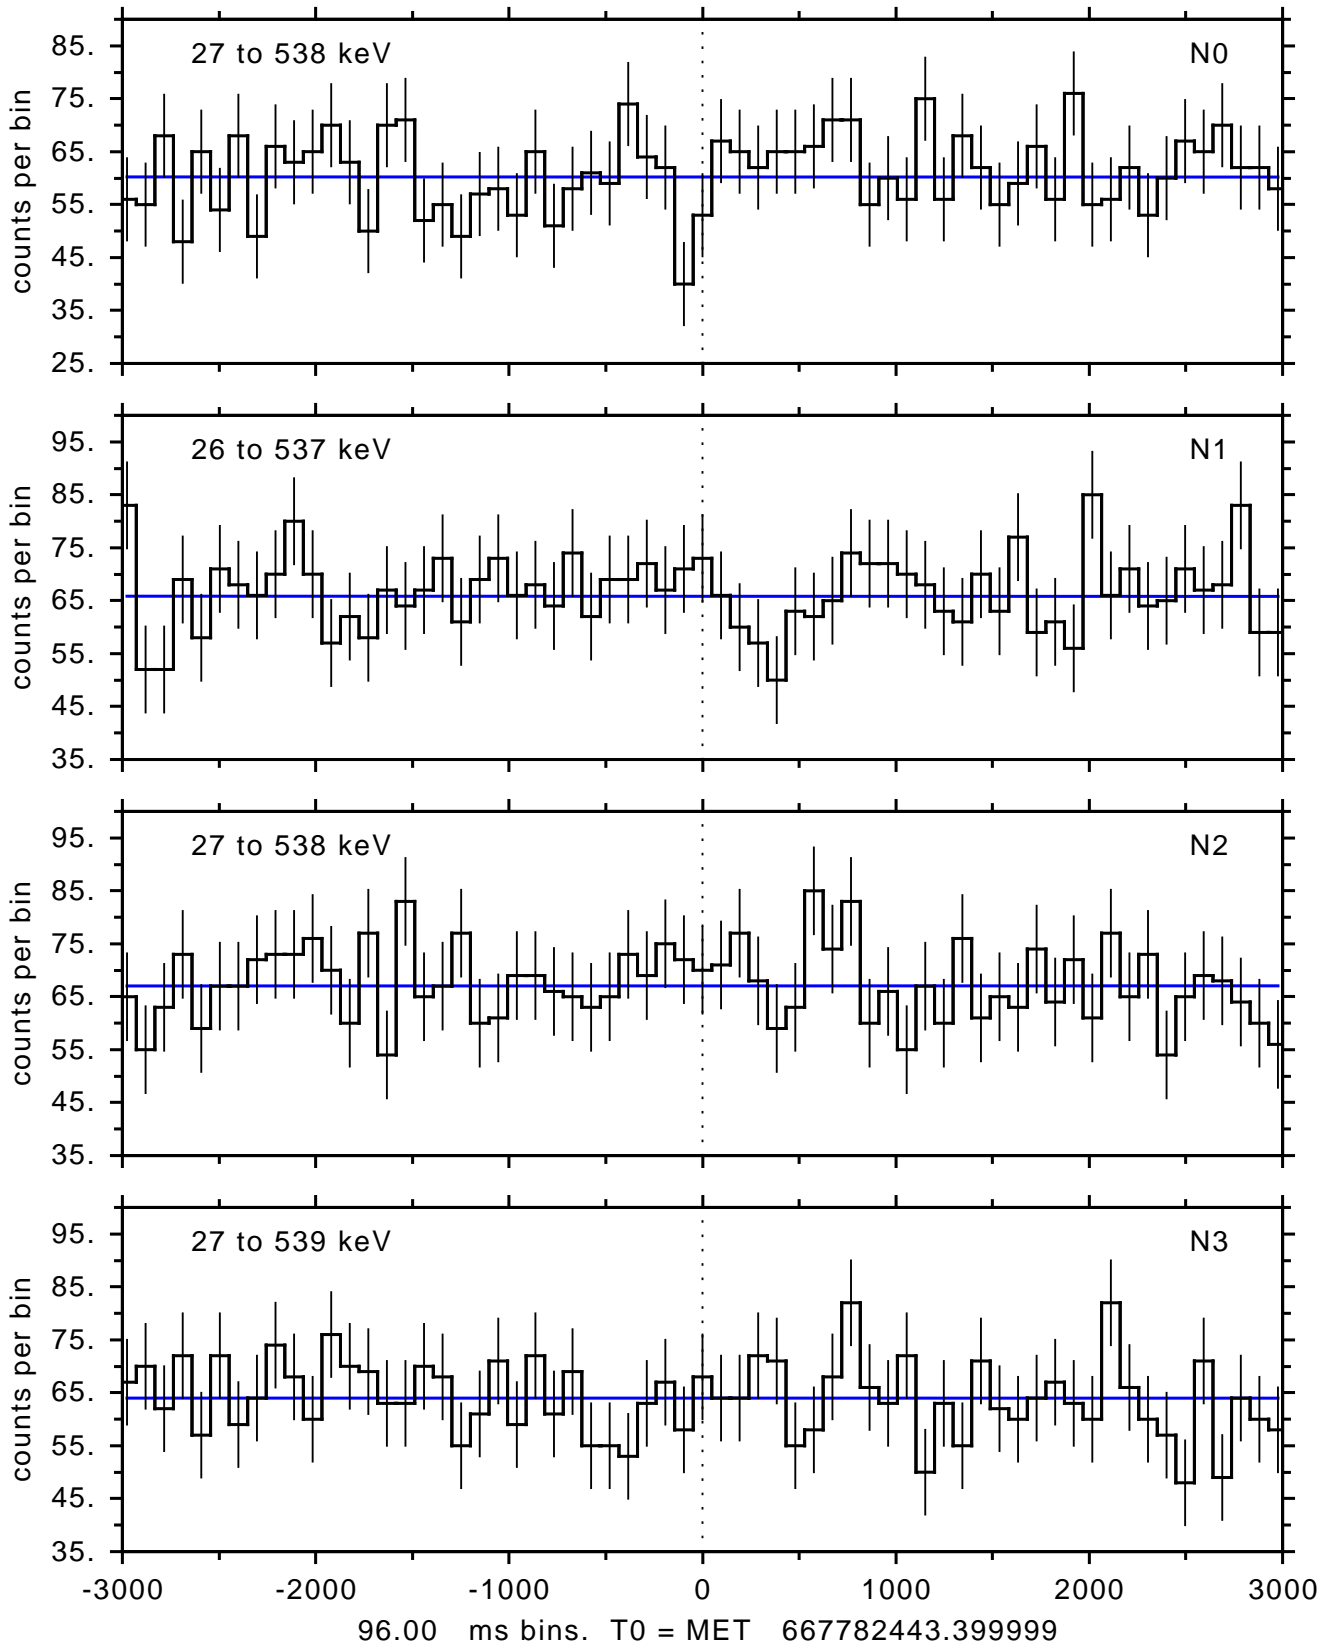 27 to 538 keV N0
85.
75.
65.
55.
45.
35.
25.
counts per bin
26 to 537 keV N1
95.
85.
75.
65.
55.
45.
35.
counts per bin
27 to 538 keV N2
95.
85.
75.
65.
55.
45.
35.
counts per bin
27 to 539 keV N3
95.
85.
75.
65.
55.
45.
35.
counts per bin
-3000 -2000 -1000 0 1000 2000 3000
96.00 ms bins. T0 = MET 667782443.399999